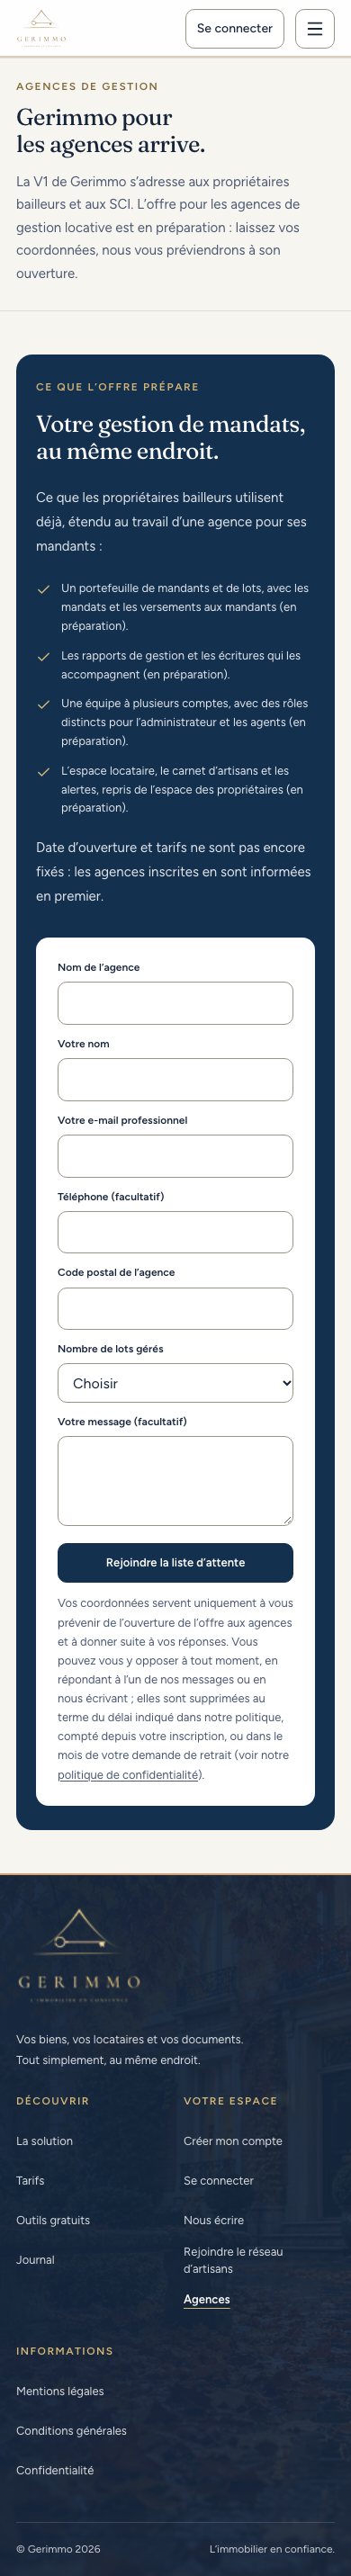 GERIMMO
Se connecter
AGENCES DE GESTION
Gerimmo pour
les agences arrive.
La V1 de Gerimmo s’adresse aux propriétaires
bailleurs et aux SCI. L’offre pour les agences de
gestion locative est en préparation : laissez vos
coordonnées, nous vous préviendrons à son
ouverture.
CE QUE L’OFFRE PRÉPARE
Votre gestion de mandats,
au même endroit.
Ce que les propriétaires bailleurs utilisent
déjà, étendu au travail d’une agence pour ses
mandants :
Un portefeuille de mandants et de lots, avec les
mandats et les versements aux mandants (en
préparation).
Les rapports de gestion et les écritures qui les
accompagnent (en préparation).
Une équipe à plusieurs comptes, avec des rôles
distincts pour l’administrateur et les agents (en
préparation).
L’espace locataire, le carnet d’artisans et les
alertes, repris de l’espace des propriétaires (en
préparation).
Date d’ouverture et tarifs ne sont pas encore
fixés : les agences inscrites en sont informées
en premier.
Nom de l’agence
Votre nom
Votre e-mail professionnel
Téléphone (facultatif)
Code postal de l’agence
Nombre de lots gérés
Choisir
Votre message (facultatif)
Rejoindre la liste d’attente
Vos coordonnées servent uniquement à vous
prévenir de l’ouverture de l’offre aux agences
et à donner suite à vos réponses. Vous
pouvez vous y opposer à tout moment, en
répondant à l’un de nos messages ou en
nous écrivant ; elles sont supprimées au
terme du délai indiqué dans notre politique,
compté depuis votre inscription, ou dans le
mois de votre demande de retrait (voir notre
politique de confidentialité).
GERIMMO
L’IMMOBILIER EN CONFIANCE
Vos biens, vos locataires et vos documents.
Tout simplement, au même endroit.
DÉCOUVRIR
La solution
Tarifs
Outils gratuits
Journal
VOTRE ESPACE
Créer mon compte
Se connecter
Nous écrire
Rejoindre le réseau
d’artisans
Agences
INFORMATIONS
Mentions légales
Conditions générales
Confidentialité
© Gerimmo 2026
L’immobilier en confiance.